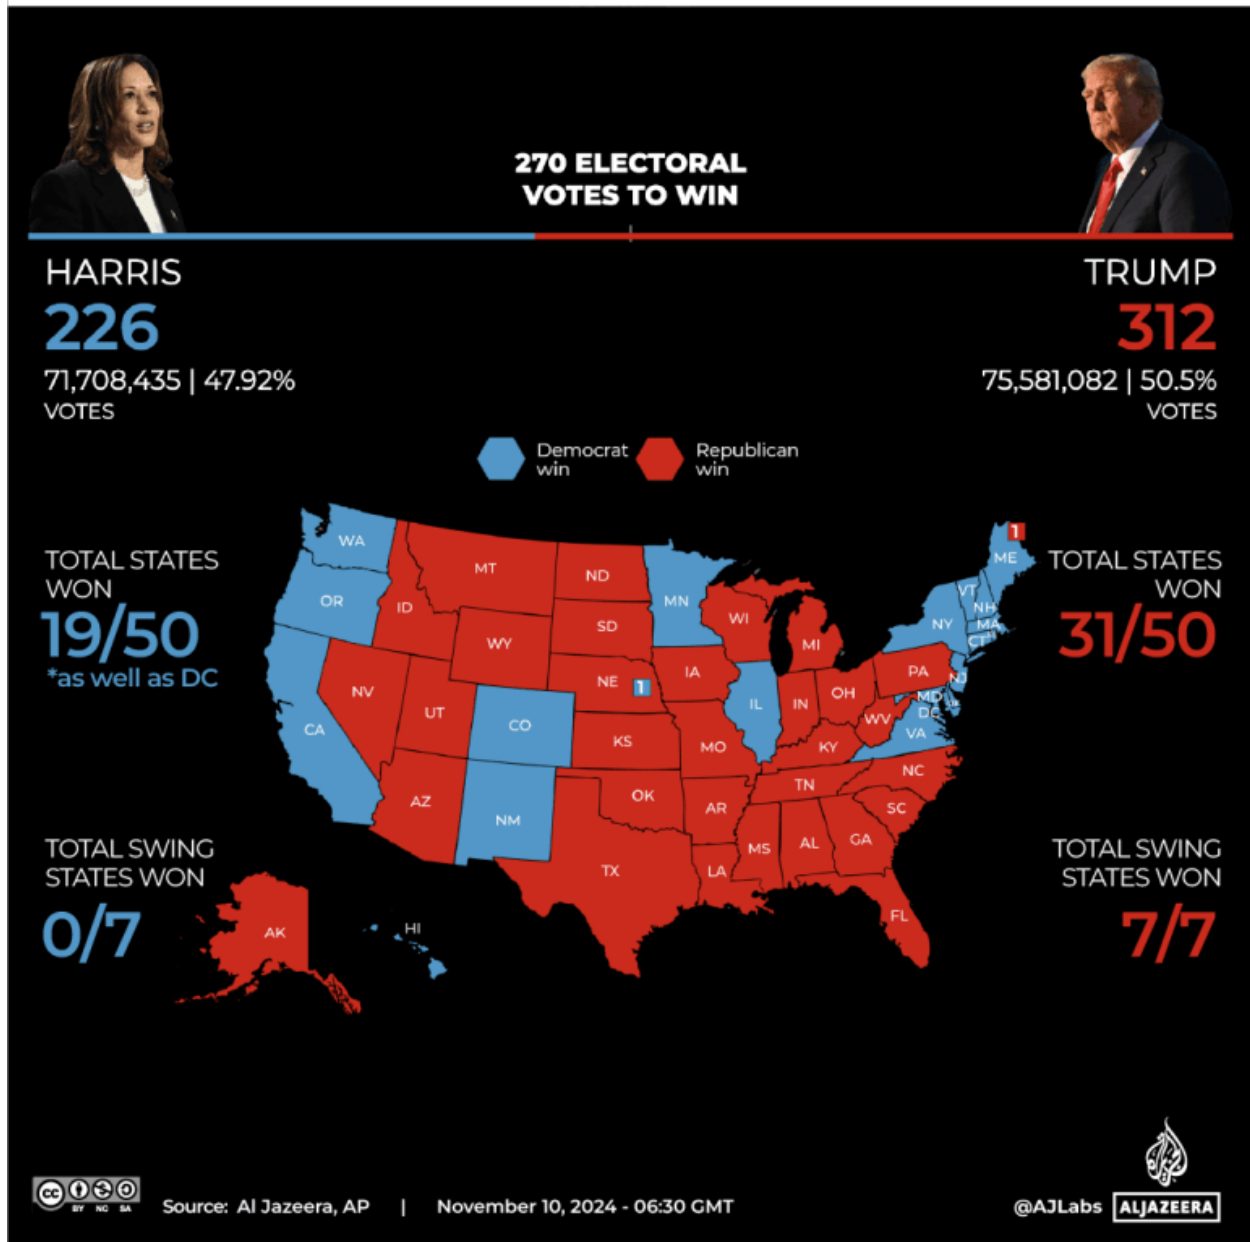 270 ELECTORAL
VOTES TO WIN
HARRIS
226
71,708,435 | 47.92%
VOTES
TRUMP
312
75,581,082 | 50.5%
VOTES
Democrat
win
Republican
win
TOTAL STATES
WON
19/50
*as well as DC
TOTAL STATES
WON
31/50
TOTAL SWING
STATES WON
0/7
TOTAL SWING
STATES WON
7/7
WA
OR
CA
ID
NV
MT
WY
UT
AZ
CO
NM
ND
SD
NE
1
KS
OK
TX
MN
IA
MO
AR
LA
WI
IL
MI
IN
OH
KY
TN
MS
AL
GA
FL
SC
NC
WV
VA
PA
NY
VT
NH
ME
1
MA
CT
NJ
MD
DC
AK
HI
cc
BY NC SA
Source: Al Jazeera, AP | November 10, 2024 - 06:30 GMT
@AJLabs
ALJAZEERA